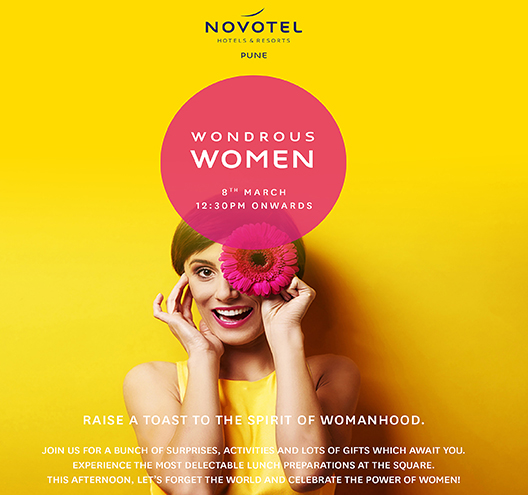 NOVOTEL
HOTELS & RESORTS
PUNE
WONDROUS
WOMEN
8TH MARCH
12:30PM ONWARDS
RAISE A TOAST TO THE SPIRIT OF WOMANHOOD.
JOIN US FOR A BUNCH OF SURPRISES, ACTIVITIES AND LOTS OF GIFTS WHICH AWAIT YOU.
EXPERIENCE THE MOST DELECTABLE LUNCH PREPARATIONS AT THE SQUARE.
THIS AFTERNOON, LET'S FORGET THE WORLD AND CELEBRATE THE POWER OF WOMEN!